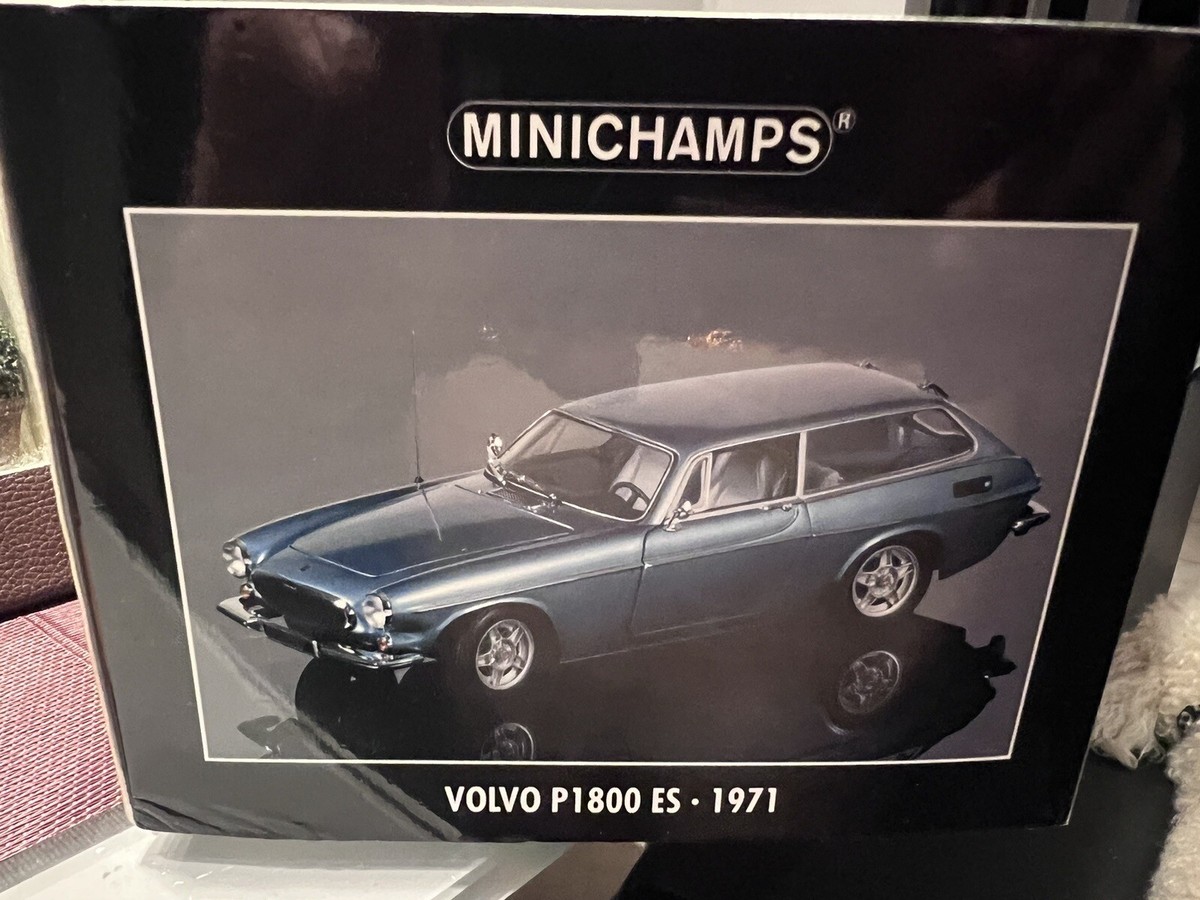 MINICHAMPS®
VOLVO P1800 ES · 1971